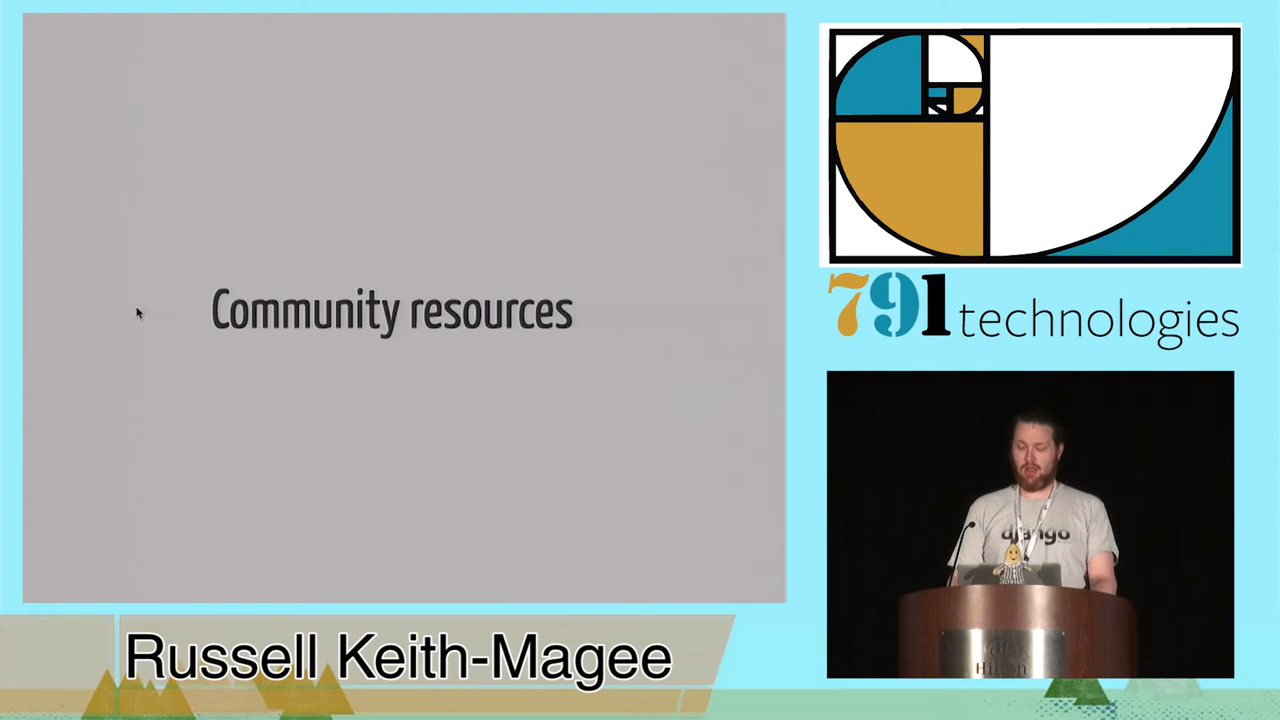 Community resources
791 technologies
django
Hilton
Russell Keith-Magee